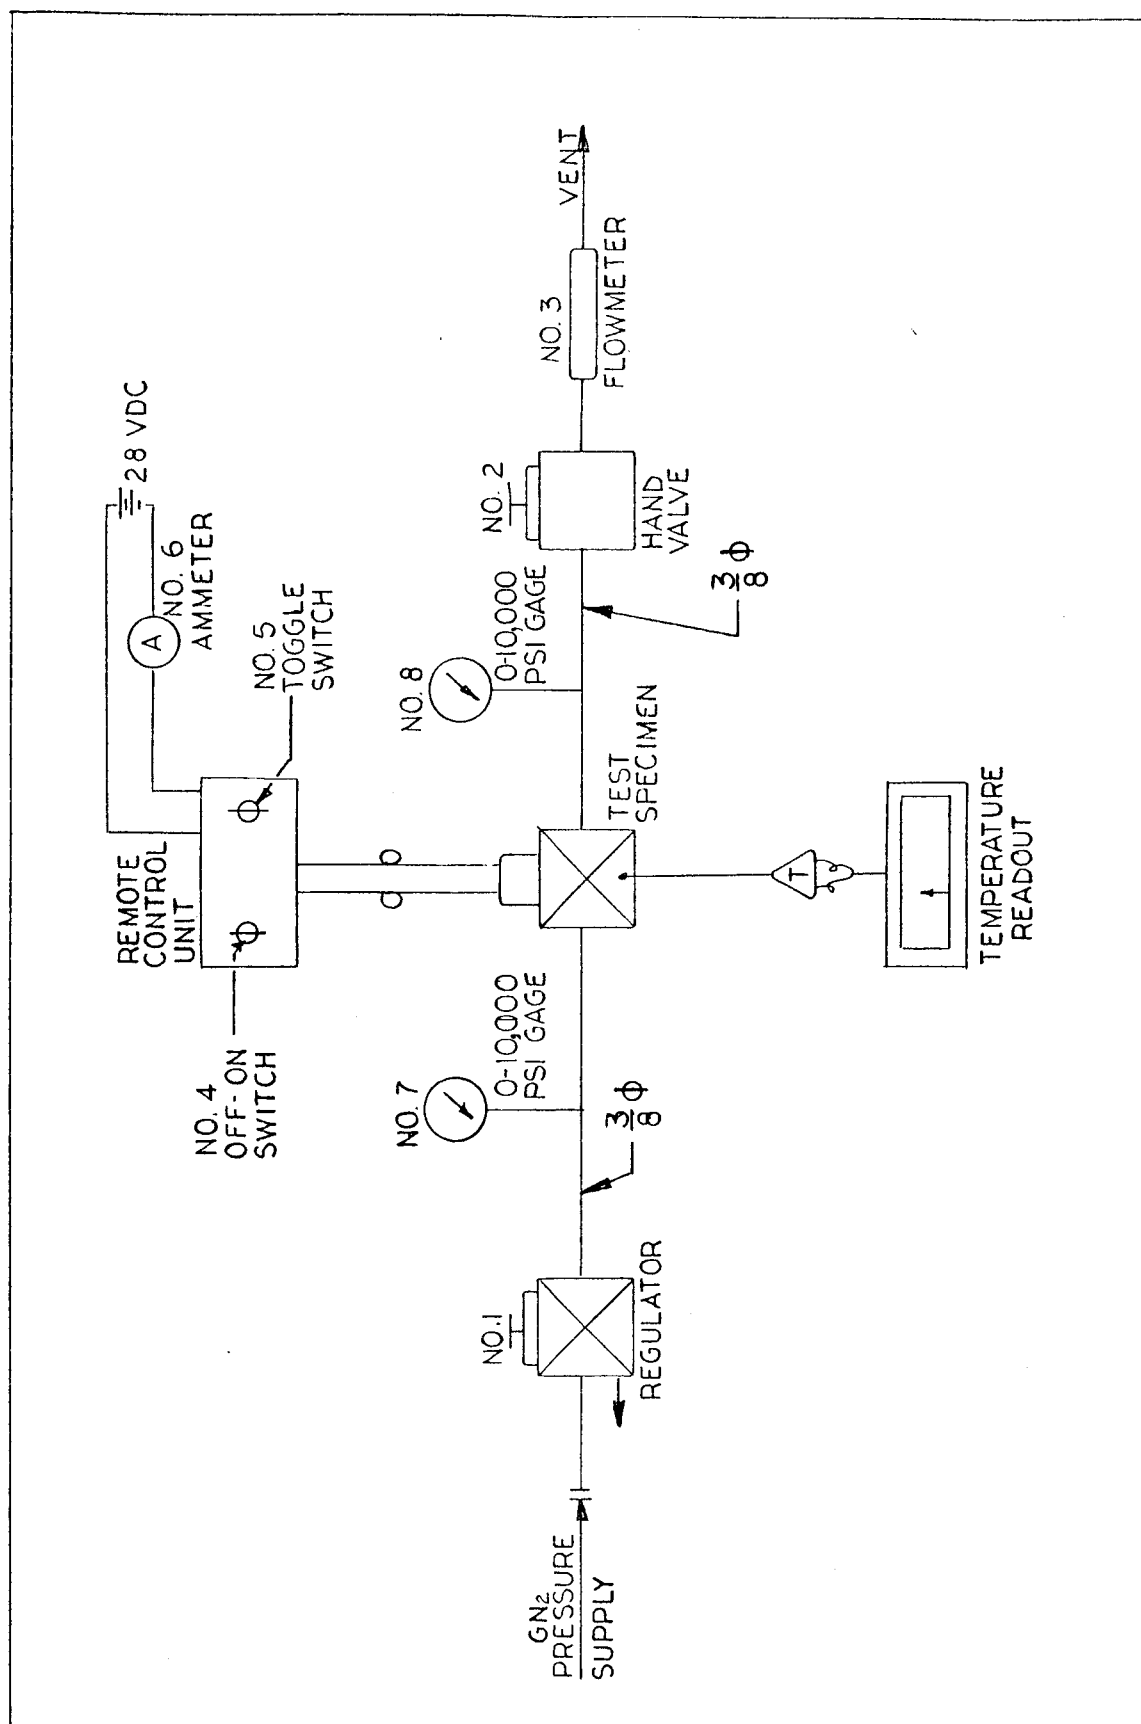 GN2
PRESSURE
SUPPLY
NO.1
REGULATOR
3/8 ϕ
NO. 7
0-10,000
PSI GAGE
NO. 4
OFF-ON
SWITCH
REMOTE
CONTROL
UNIT
TEST
SPECIMEN
T
TEMPERATURE
READOUT
NO. 8
0-10,000
PSI GAGE
NO. 5
TOGGLE
SWITCH
A
NO. 6
AMMETER
28 VDC
3/8 ϕ
NO. 2
HAND
VALVE
NO. 3
FLOWMETER
VENT